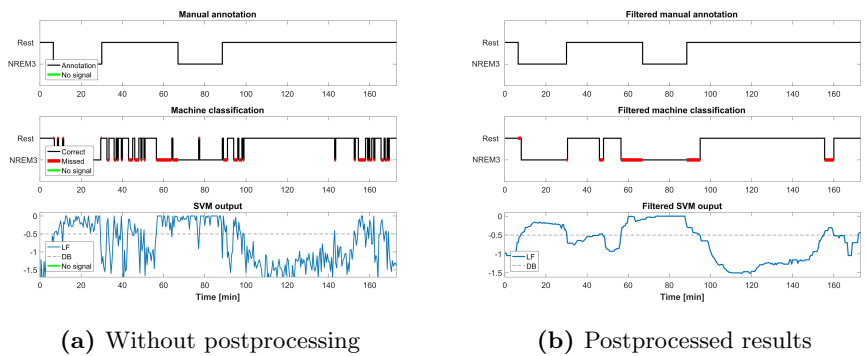 Manual annotation
Rest
NREM3
Annotation
No signal
0 20 40 60 80 100 120 140 160
Machine classification
Rest
NREM3
Correct
Missed
No signal
0 20 40 60 80 100 120 140 160
SVM output
0
-0.5
-1
-1.5
LF
DB
No signal
0 20 40 60 80 100 120 140 160
Time [min]
(a) Without postprocessing
Filtered manual annotation
Rest
NREM3
Annotation
No signal
0 20 40 60 80 100 120 140 160
Filtered machine classification
Rest
NREM3
Correct
Missed
0 20 40 60 80 100 120 140 160
Filtered SVM ouput
0
-0.5
-1
-1.5
LF
DB
0 20 40 60 80 100 120 140 160
Time [min]
(b) Postprocessed results